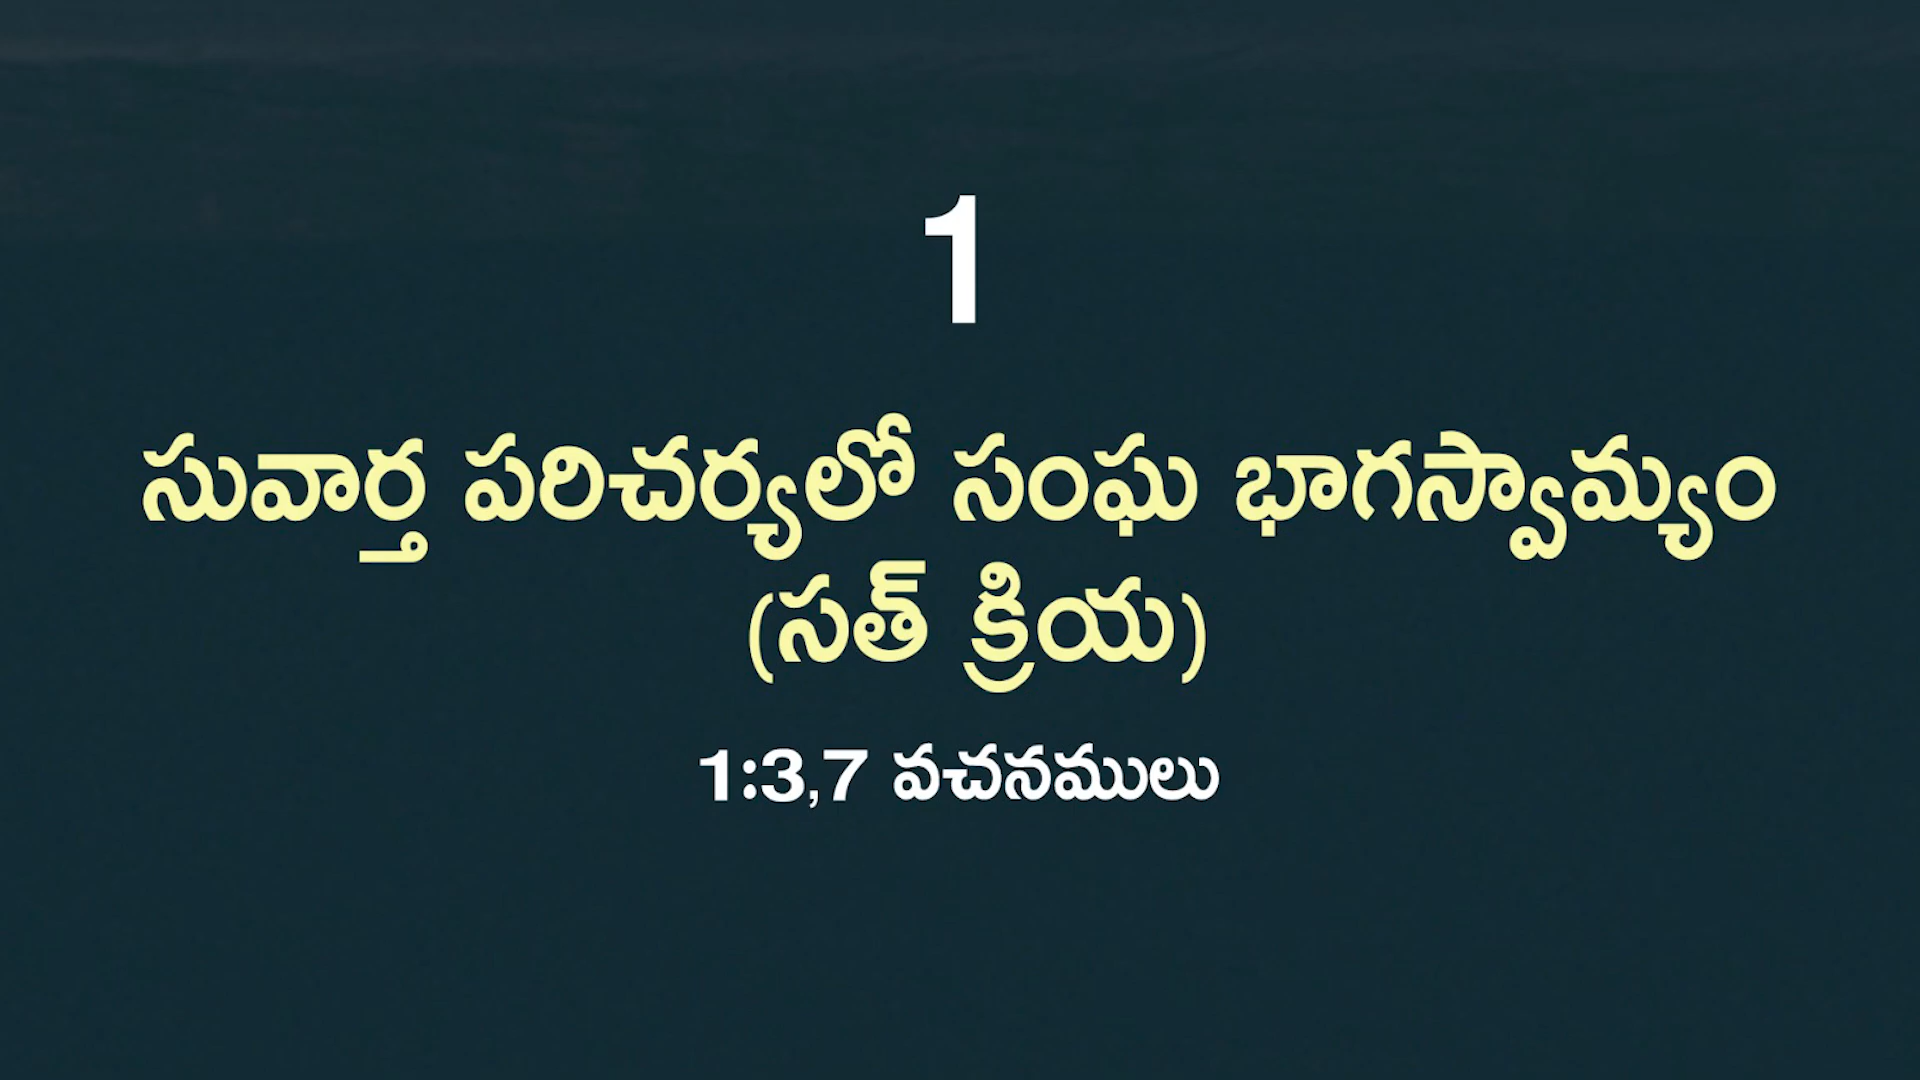 1
సువార్త పరిచర్యలో సంఘ భాగస్వామ్యం
(సత్ క్రియ)
1:3,7 వచనములు